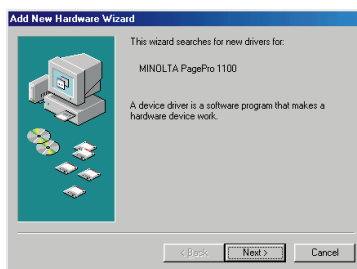 Add New Hardware Wizard
This wizard searches for new drivers for:
MINOLTA PagePro 1100
A device driver is a software program that makes a
hardware device work.
< Back
Next >
Cancel